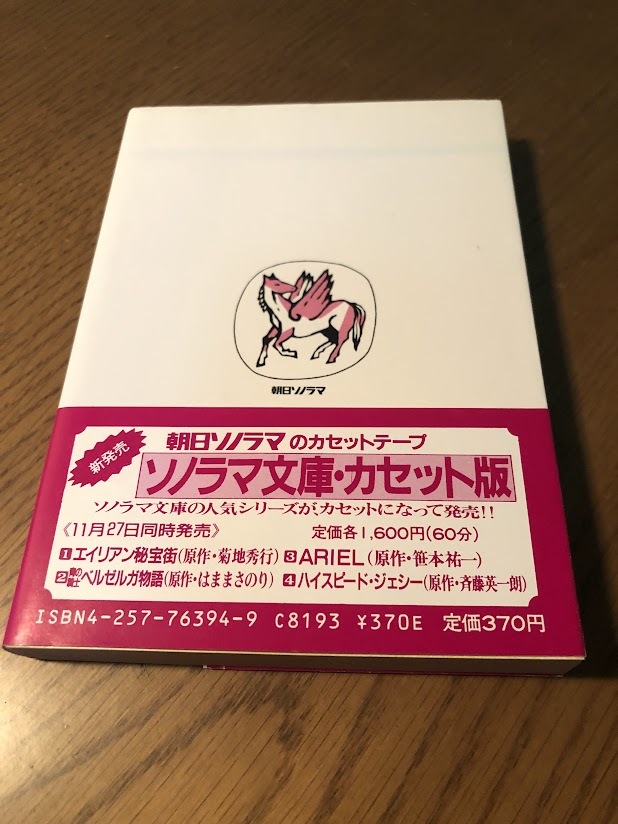 朝日ソノラマ
新発売
朝日ソノラマのカセットテープ
ソノラマ文庫・カセット版
ソノラマ文庫の人気シリーズが、カセットになって発売!!
《11月27日同時発売》 定価各1,600円(60分)
1エイリアン秘宝街(原作・菊地秀行) 3ARIEL(原作・笹本祐一)
2青の騎士ベルゼルガ物語(原作・はままさのり) 4ハイスピード・ジェシー(原作・斉藤英一朗)
ISBN4-257-76394-9 C8193 ¥370E 定価370円